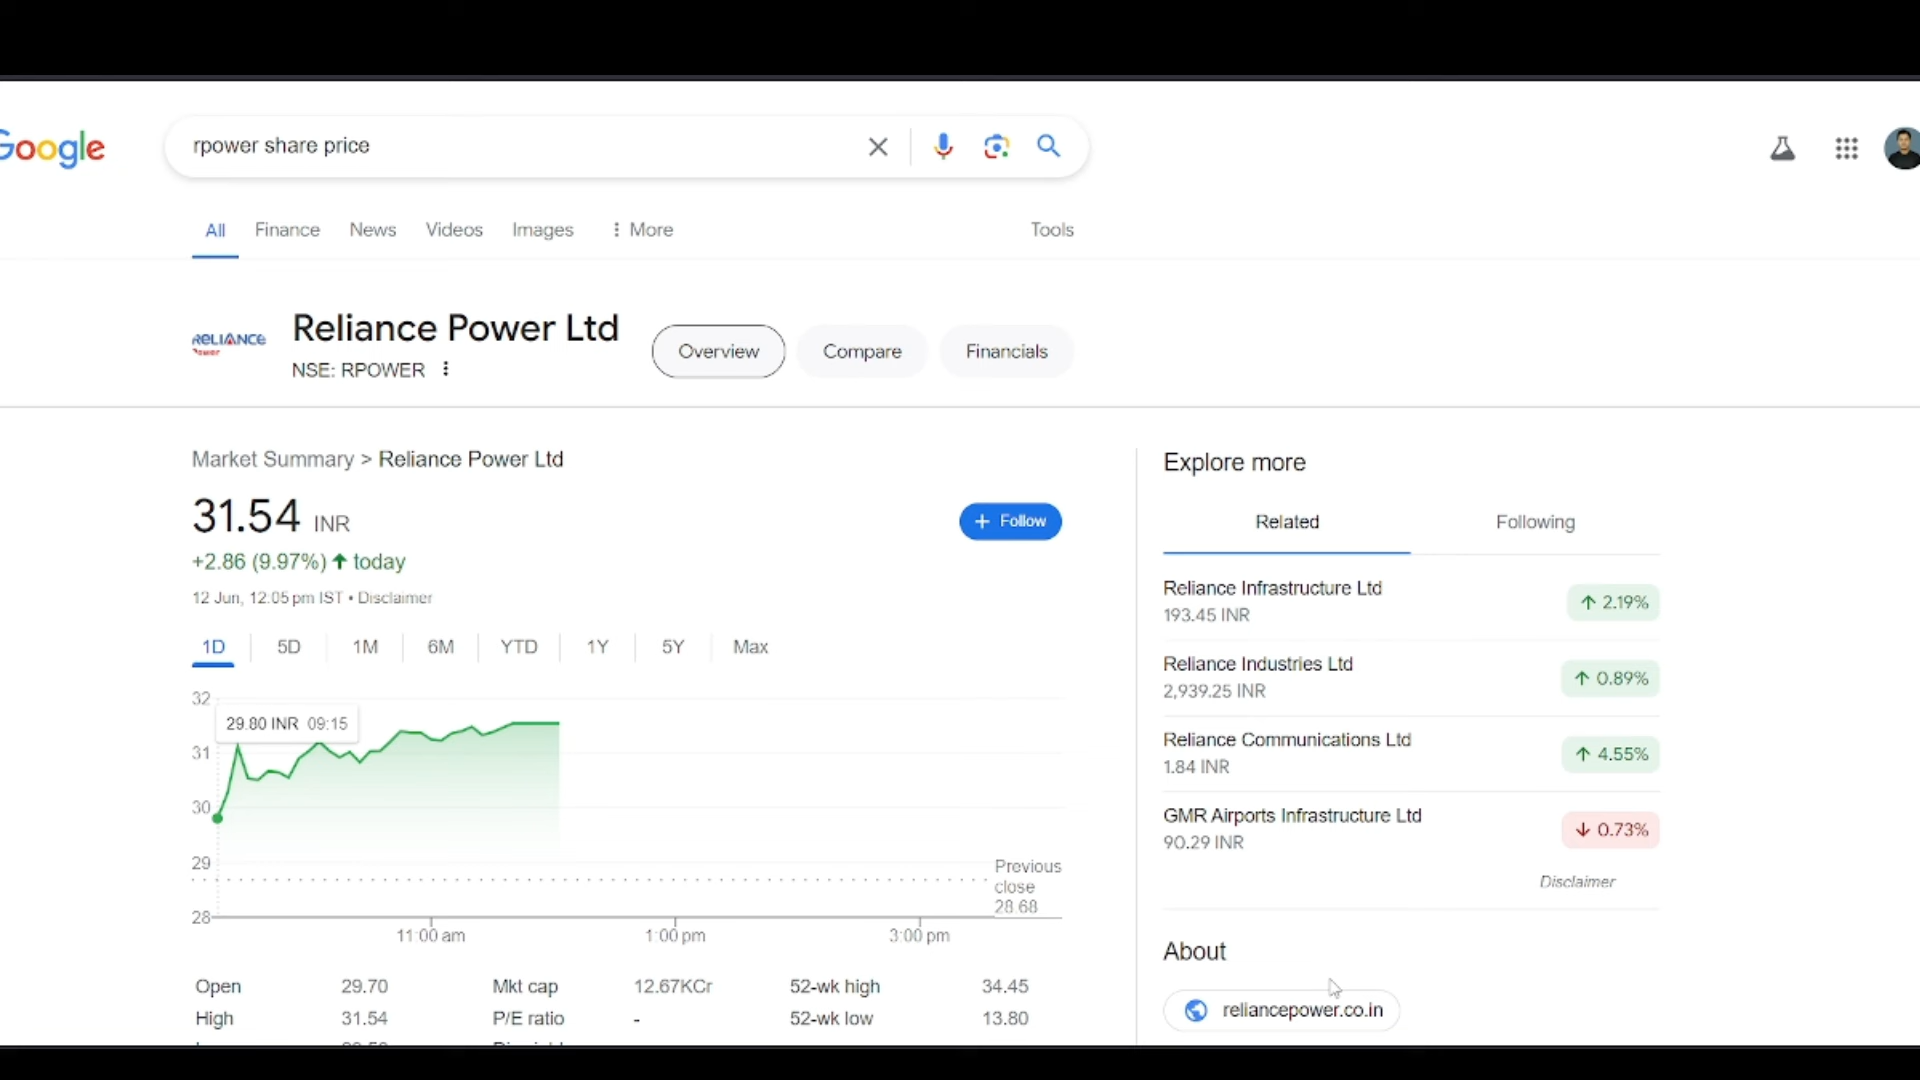 Google
rpower share price
All Finance News Videos Images More Tools
RELIANCE
Power
Reliance Power Ltd
NSE: RPOWER
Overview Compare Financials
Market Summary > Reliance Power Ltd
31.54 INR
+ Follow
+2.86 (9.97%) ↑ today
12 Jun, 12.05 pm IST • Disclaimer
1D 5D 1M 6M YTD 1Y 5Y Max
32
29.80 INR 09:15
31
30
29
28
Previous
close
28.68
11:00 am 1:00 pm 3:00 pm
Open 29.70 Mkt cap 12.67KCr 52-wk high 34.45
High 31.54 P/E ratio - 52-wk low 13.80
Explore more
Related Following
Reliance Infrastructure Ltd
193.45 INR
↑ 2.19%
Reliance Industries Ltd
2,939.25 INR
↑ 0.89%
Reliance Communications Ltd
1.84 INR
↑ 4.55%
GMR Airports Infrastructure Ltd
90.29 INR
↓ 0.73%
Disclaimer
About
reliancepower.co.in